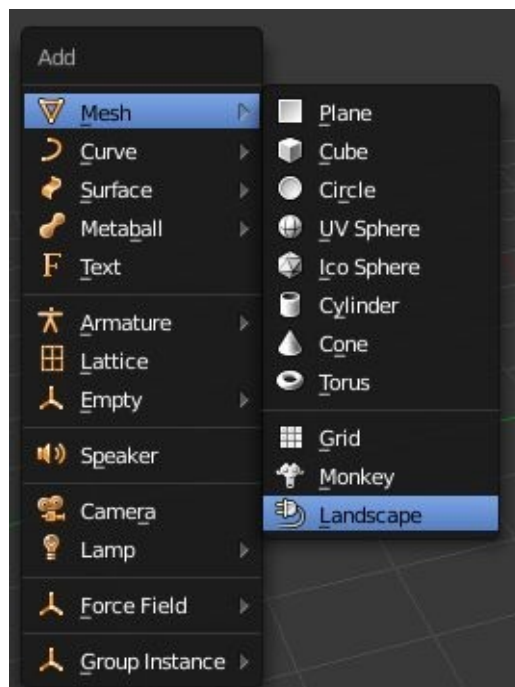 Add
Mesh
Curve
Surface
Metaball
Text
Armature
Lattice
Empty
Speaker
Camera
Lamp
Force Field
Group Instance
Plane
Cube
Circle
UV Sphere
Ico Sphere
Cylinder
Cone
Torus
Grid
Monkey
Landscape